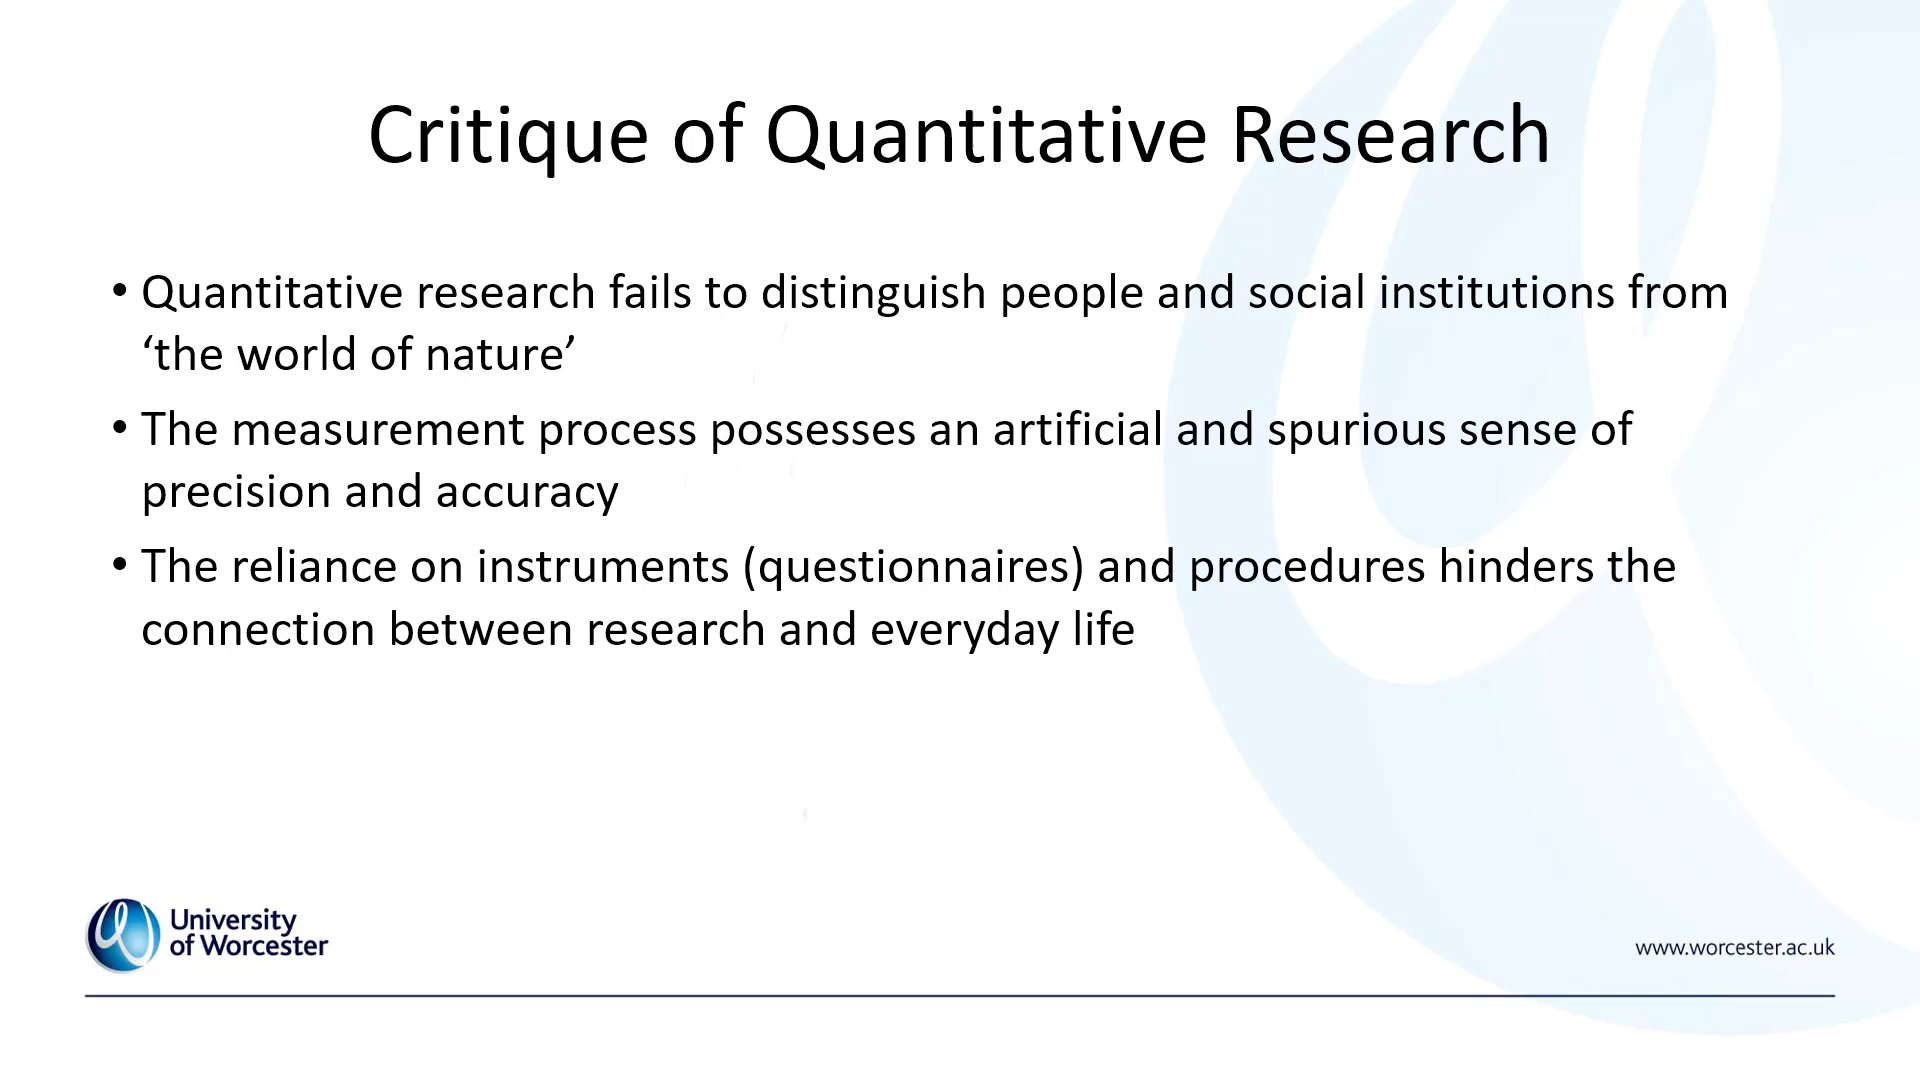 Critique of Quantitative Research
• Quantitative research fails to distinguish people and social institutions from
‘the world of nature’
• The measurement process possesses an artificial and spurious sense of
precision and accuracy
• The reliance on instruments (questionnaires) and procedures hinders the
connection between research and everyday life
University
of Worcester
www.worcester.ac.uk